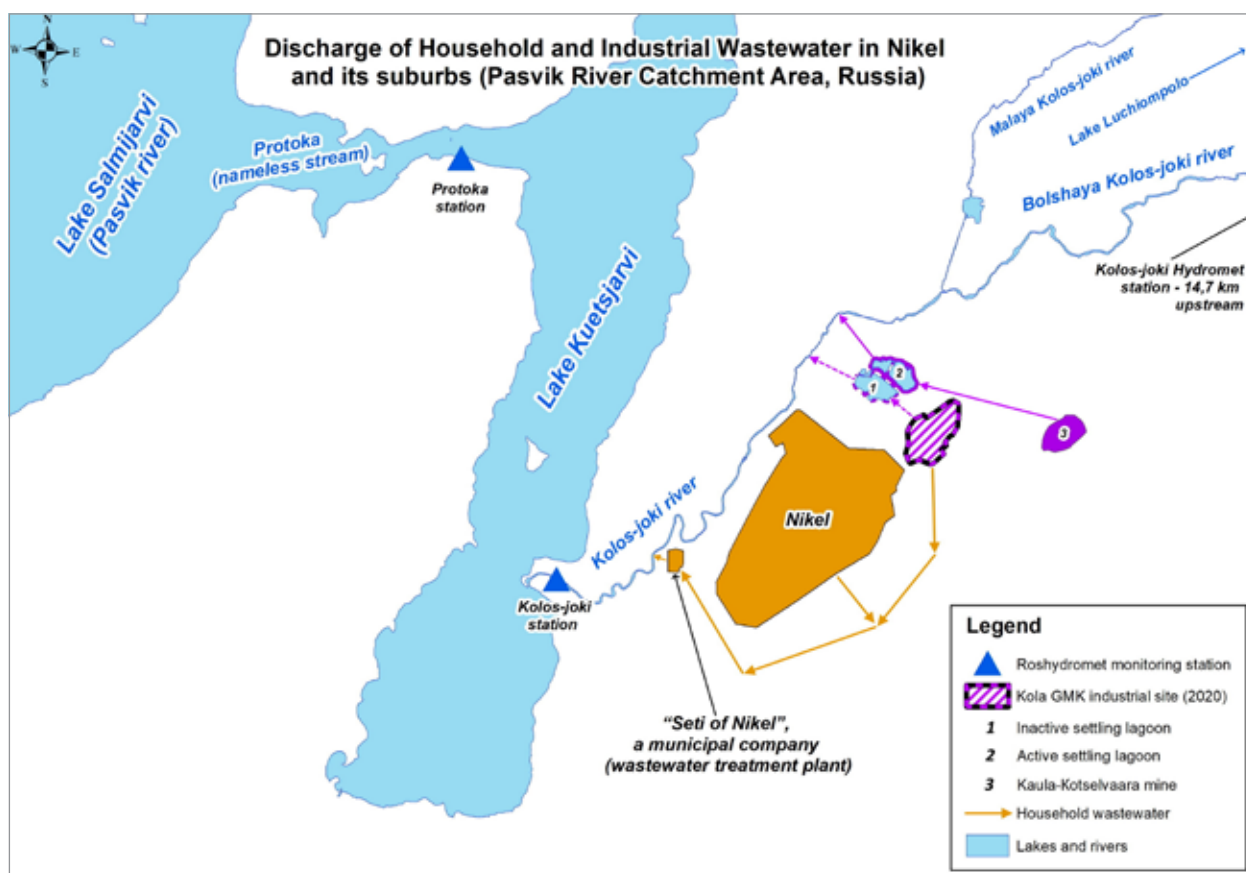 N
W E
S
Discharge of Household and Industrial Wastewater in Nikel
and its suburbs (Pasvik River Catchment Area, Russia)
Malaya Kolos-joki river
Lake Luchiompolo
Bolshaya Kolos-joki river
Kolos-joki Hydromet
station - 14,7 km
upstream
Lake Salmijarvi
(Pasvik river)
Protoka
(nameless stream)
Protoka
station
Lake Kuetsjarvi
1
2
3
Nikel
Kolos-joki river
Kolos-joki
station
"Seti of Nikel",
a municipal company
(wastewater treatment plant)
Legend
Roshydromet monitoring station
Kola GMK industrial site (2020)
1 Inactive settling lagoon
2 Active settling lagoon
3 Kaula-Kotselvaara mine
Household wastewater
Lakes and rivers